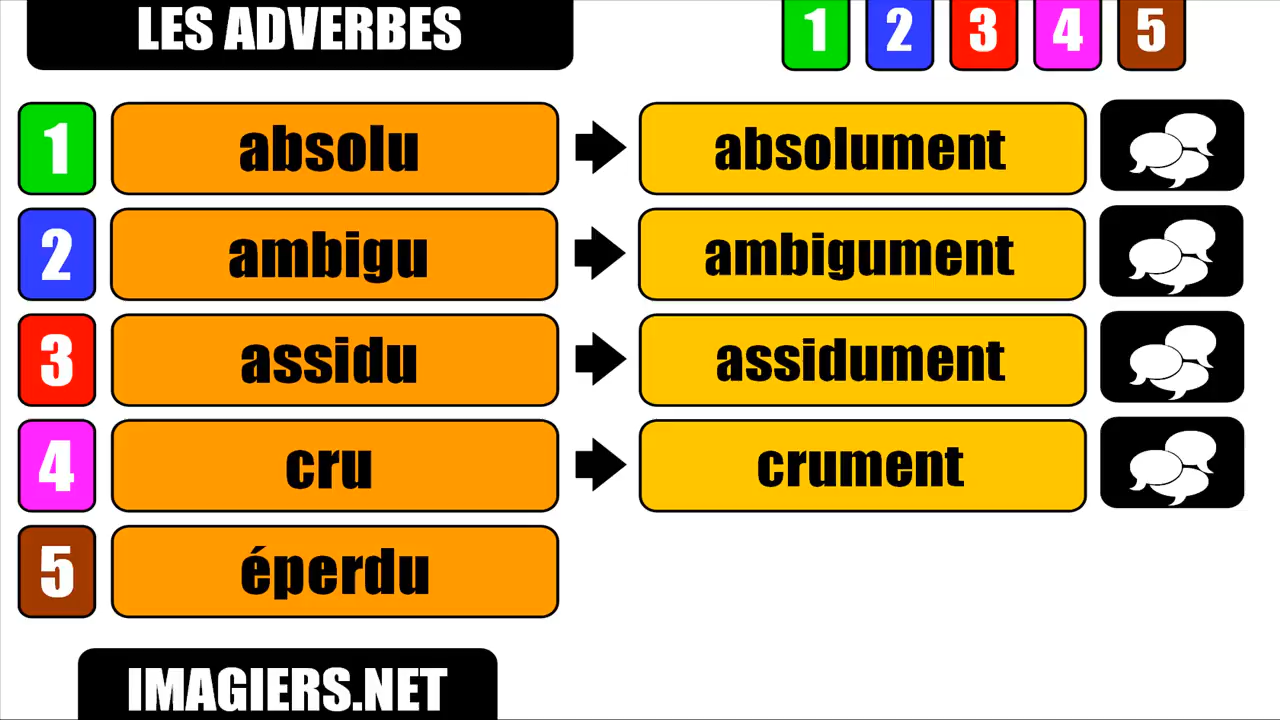 LES ADVERBES
1 2 3 4 5
1 absolu absolument
2 ambigu ambigument
3 assidu assidument
4 cru crument
5 éperdu
IMAGIERS.NET